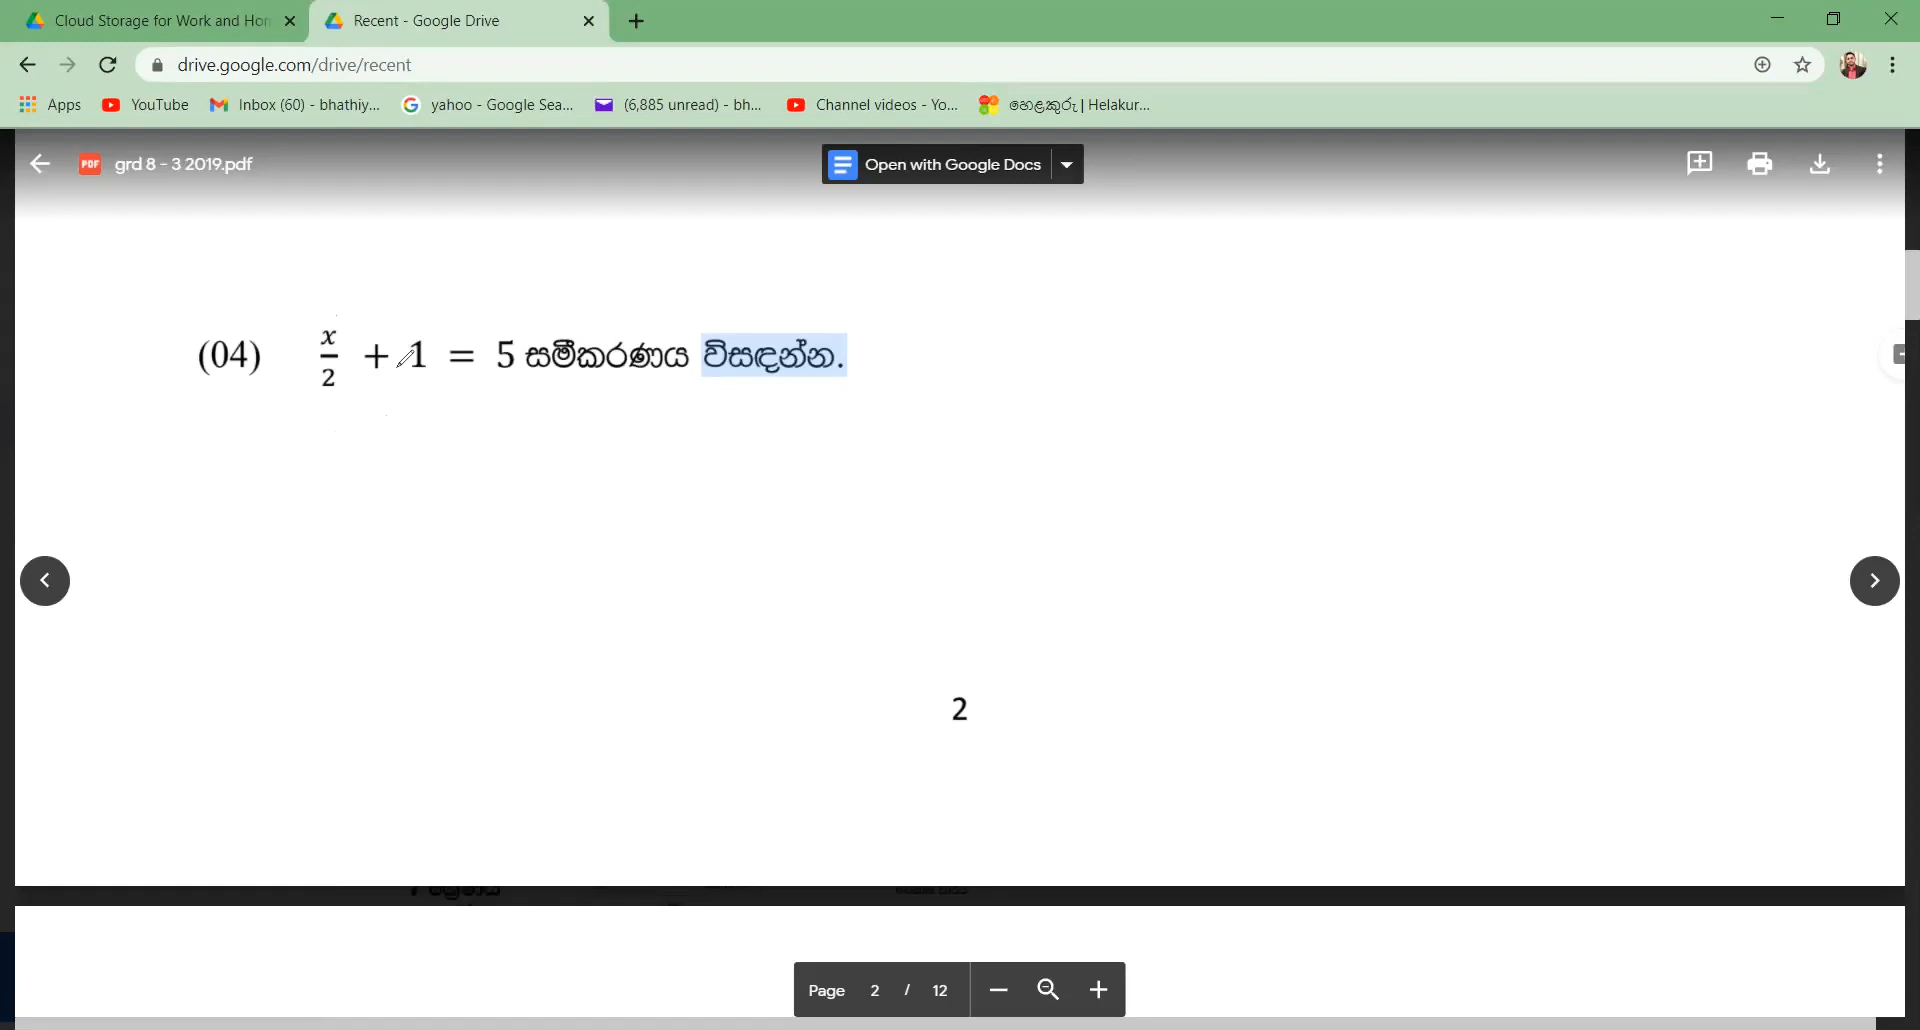 Cloud Storage for Work and Hon
Recent - Google Drive
drive.google.com/drive/recent
Apps
YouTube
Inbox (60) - bhathiy...
yahoo - Google Sea...
(6,885 unread) - bh...
Channel videos - Yo...
හෙළකුරු | Helakur...
PDF
grd 8 - 3 2019.pdf
Open with Google Docs
(04) x/2 + 1 = 5 සමීකරණය විසඳන්න.
2
Page 2 / 12